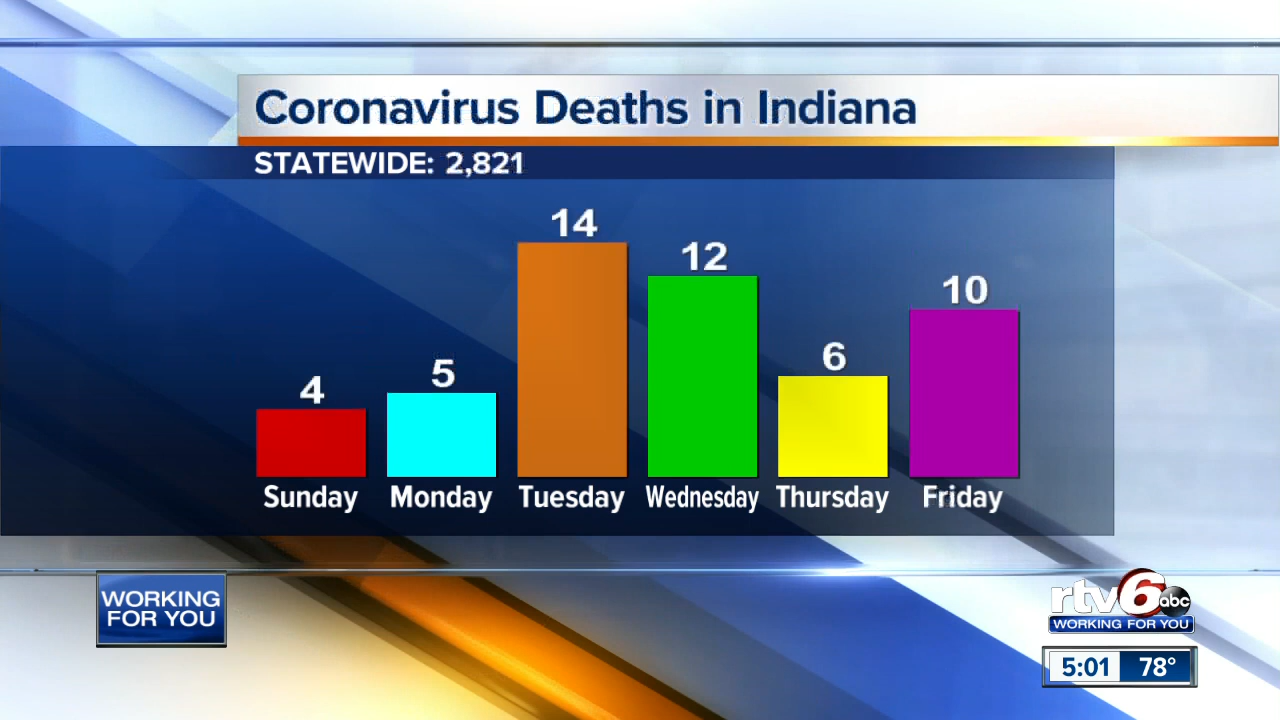 Coronavirus Deaths in Indiana
STATEWIDE: 2,821
14
12
10
6
5
4
Sunday Monday Tuesday Wednesday Thursday Friday
WORKING
FOR YOU
rtv6 abc
WORKING FOR YOU
5:01 78°